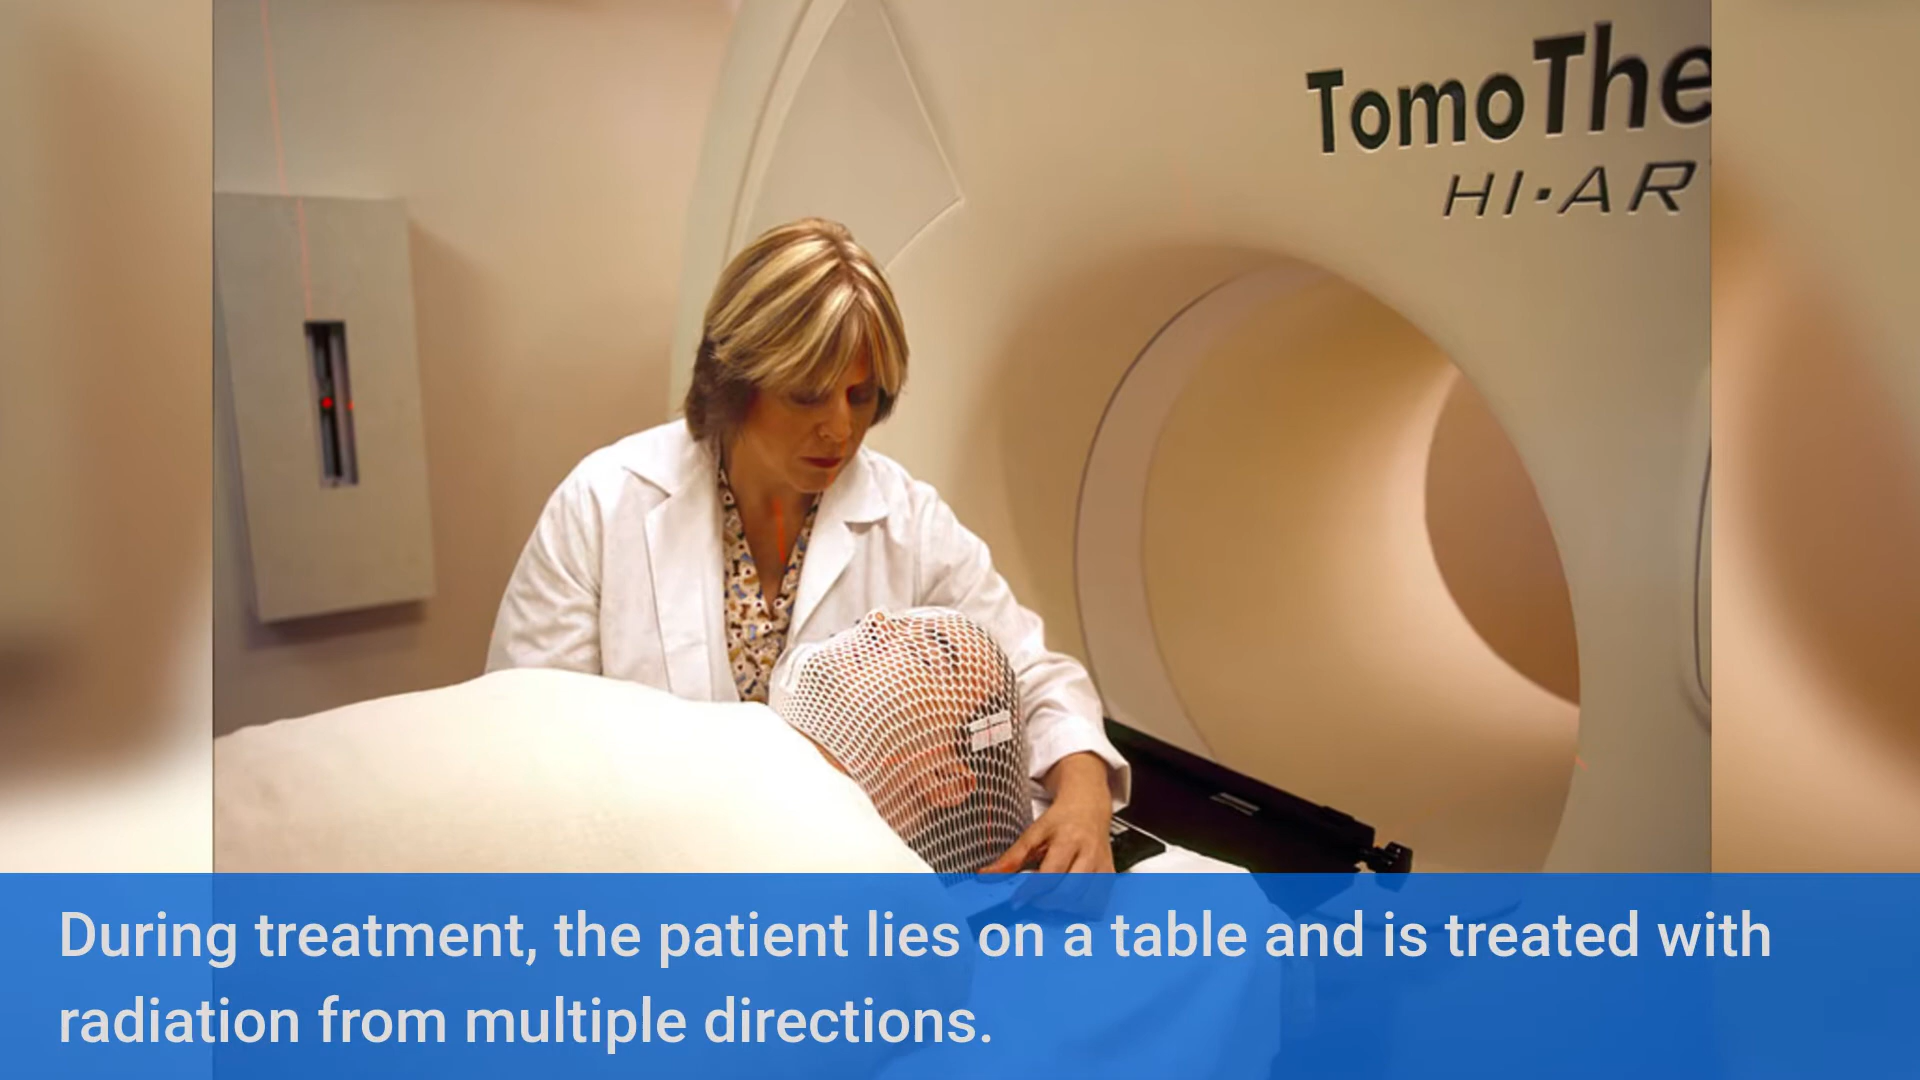 TomoThe
HI·AR
During treatment, the patient lies on a table and is treated with
radiation from multiple directions.